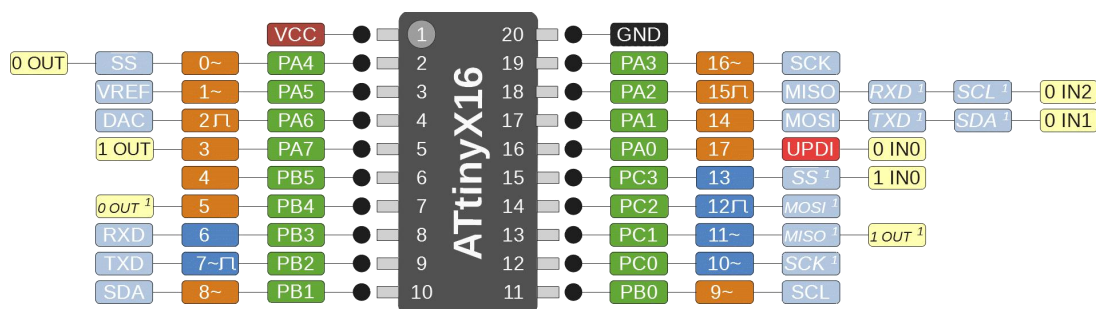 VCC 1 20 GND
0 OUT SS 0~ PA4 2 19 PA3 16~ SCK
VREF 1~ PA5 3 18 PA2 15⊓ MISO RXD ¹ SCL ¹ 0 IN2
DAC 2⊓ PA6 4 17 PA1 14 MOSI TXD ¹ SDA ¹ 0 IN1
1 OUT 3 PA7 5 16 PA0 17 UPDI 0 IN0
4 PB5 6 15 PC3 13 SS ¹ 1 IN0
0 OUT ¹ 5 PB4 7 14 PC2 12⊓ MOSI ¹
RXD 6 PB3 8 13 PC1 11~ MISO ¹ 1 OUT ¹
TXD 7~⊓ PB2 9 12 PC0 10~ SCK ¹
SDA 8~ PB1 10 11 PB0 9~ SCL
ATtinyX16